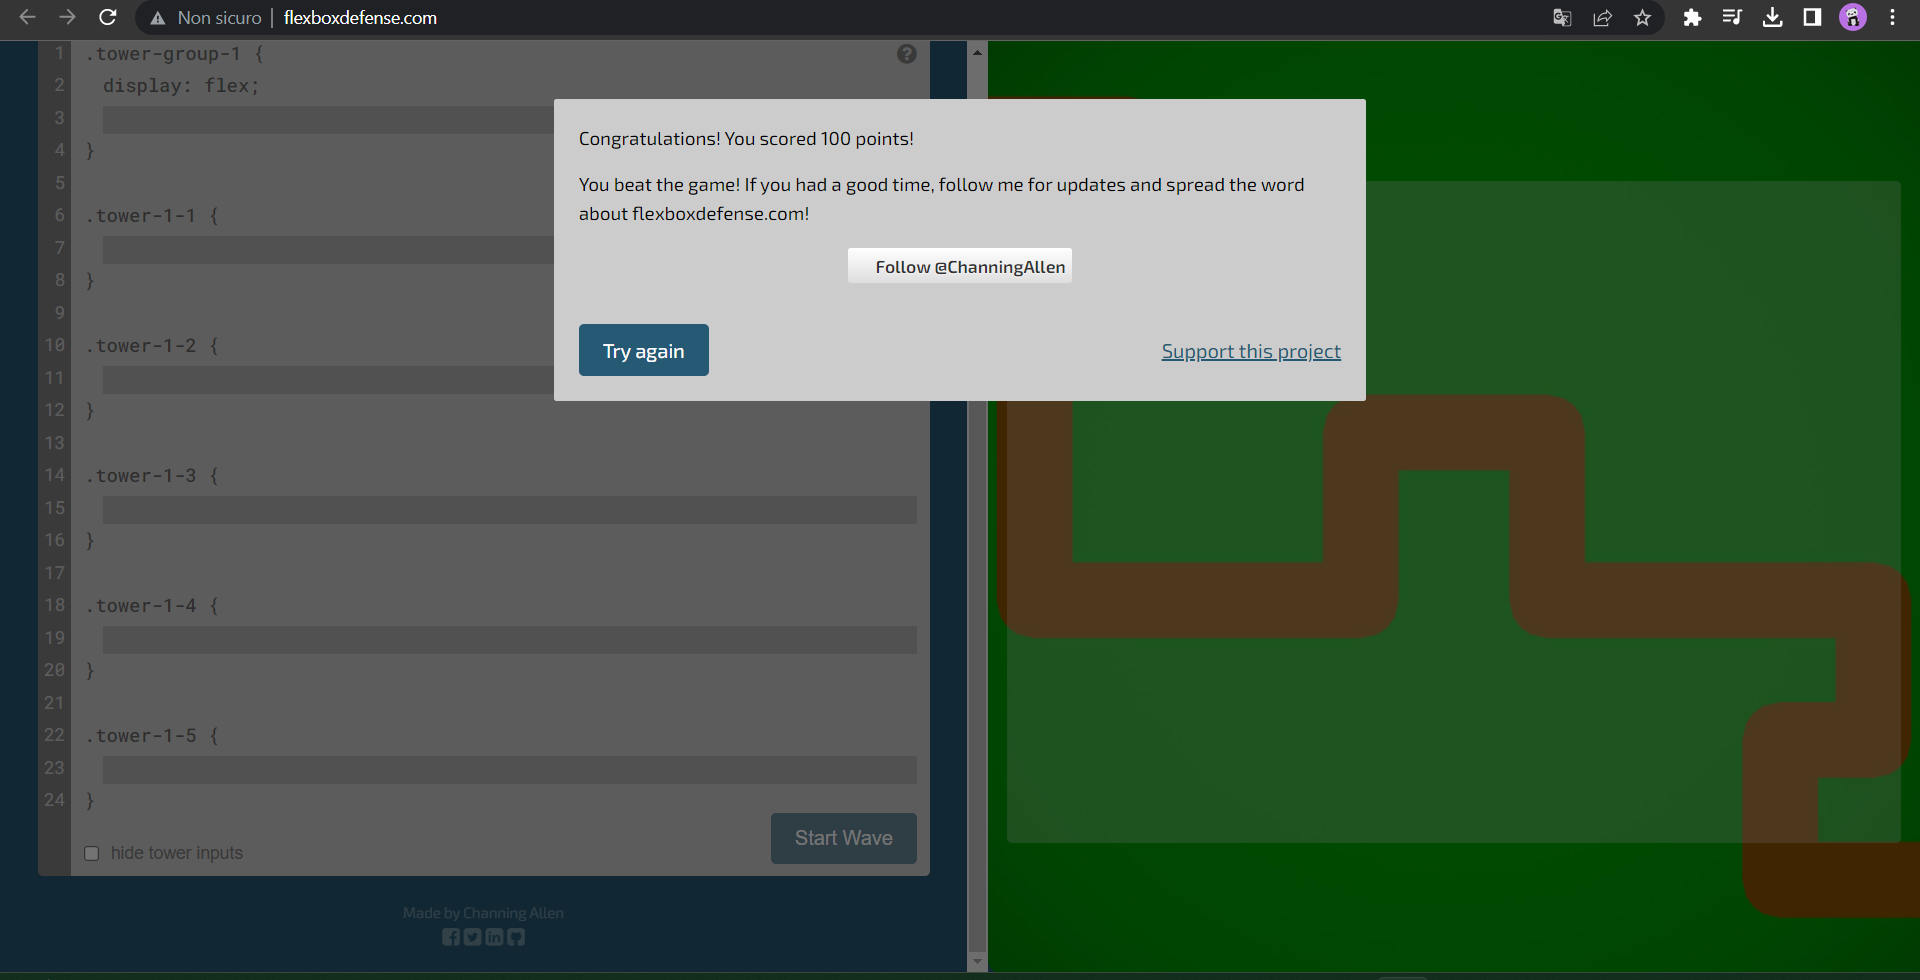 Non sicuro | flexboxdefense.com
1 .tower-group-1 {
2 display: flex;
3
4 }
5
6 .tower-1-1 {
7
8 }
9
10 .tower-1-2 {
11
12 }
13
14 .tower-1-3 {
15
16 }
17
18 .tower-1-4 {
19
20 }
21
22 .tower-1-5 {
23
24 }
hide tower inputs
Start Wave
Made by Channing Allen
Congratulations! You scored 100 points!
You beat the game! If you had a good time, follow me for updates and spread the word
about flexboxdefense.com!
Follow @ChanningAllen
Try again
Support this project